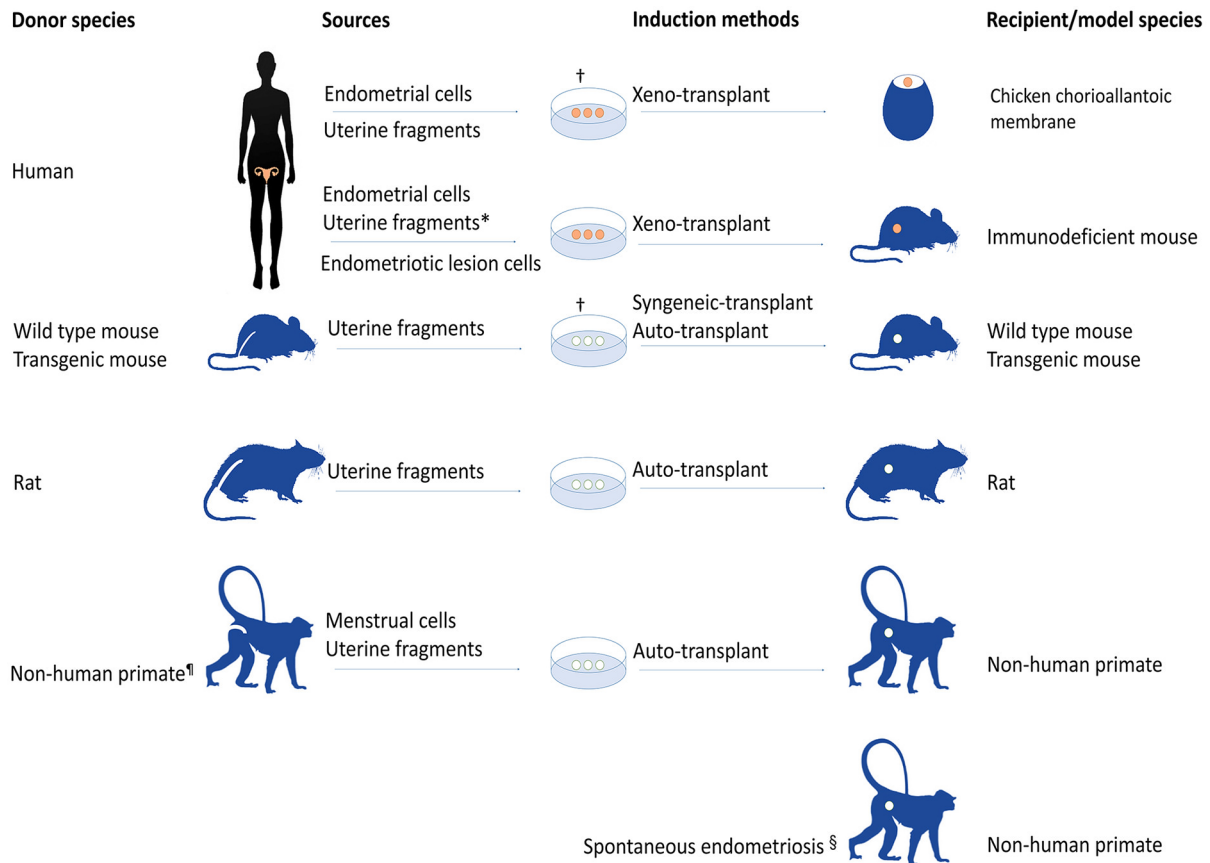 Donor species
Sources
Induction methods
Recipient/model species
Human
Endometrial cells
Uterine fragments
†
Xeno-transplant
Chicken chorioallantoic
membrane
Endometrial cells
Uterine fragments*
Endometriotic lesion cells
Xeno-transplant
Immunodeficient mouse
Wild type mouse
Transgenic mouse
Uterine fragments
†
Syngeneic-transplant
Auto-transplant
Wild type mouse
Transgenic mouse
Rat
Uterine fragments
Auto-transplant
Rat
Non-human primate¶
Menstrual cells
Uterine fragments
Auto-transplant
Non-human primate
Spontaneous endometriosis §
Non-human primate